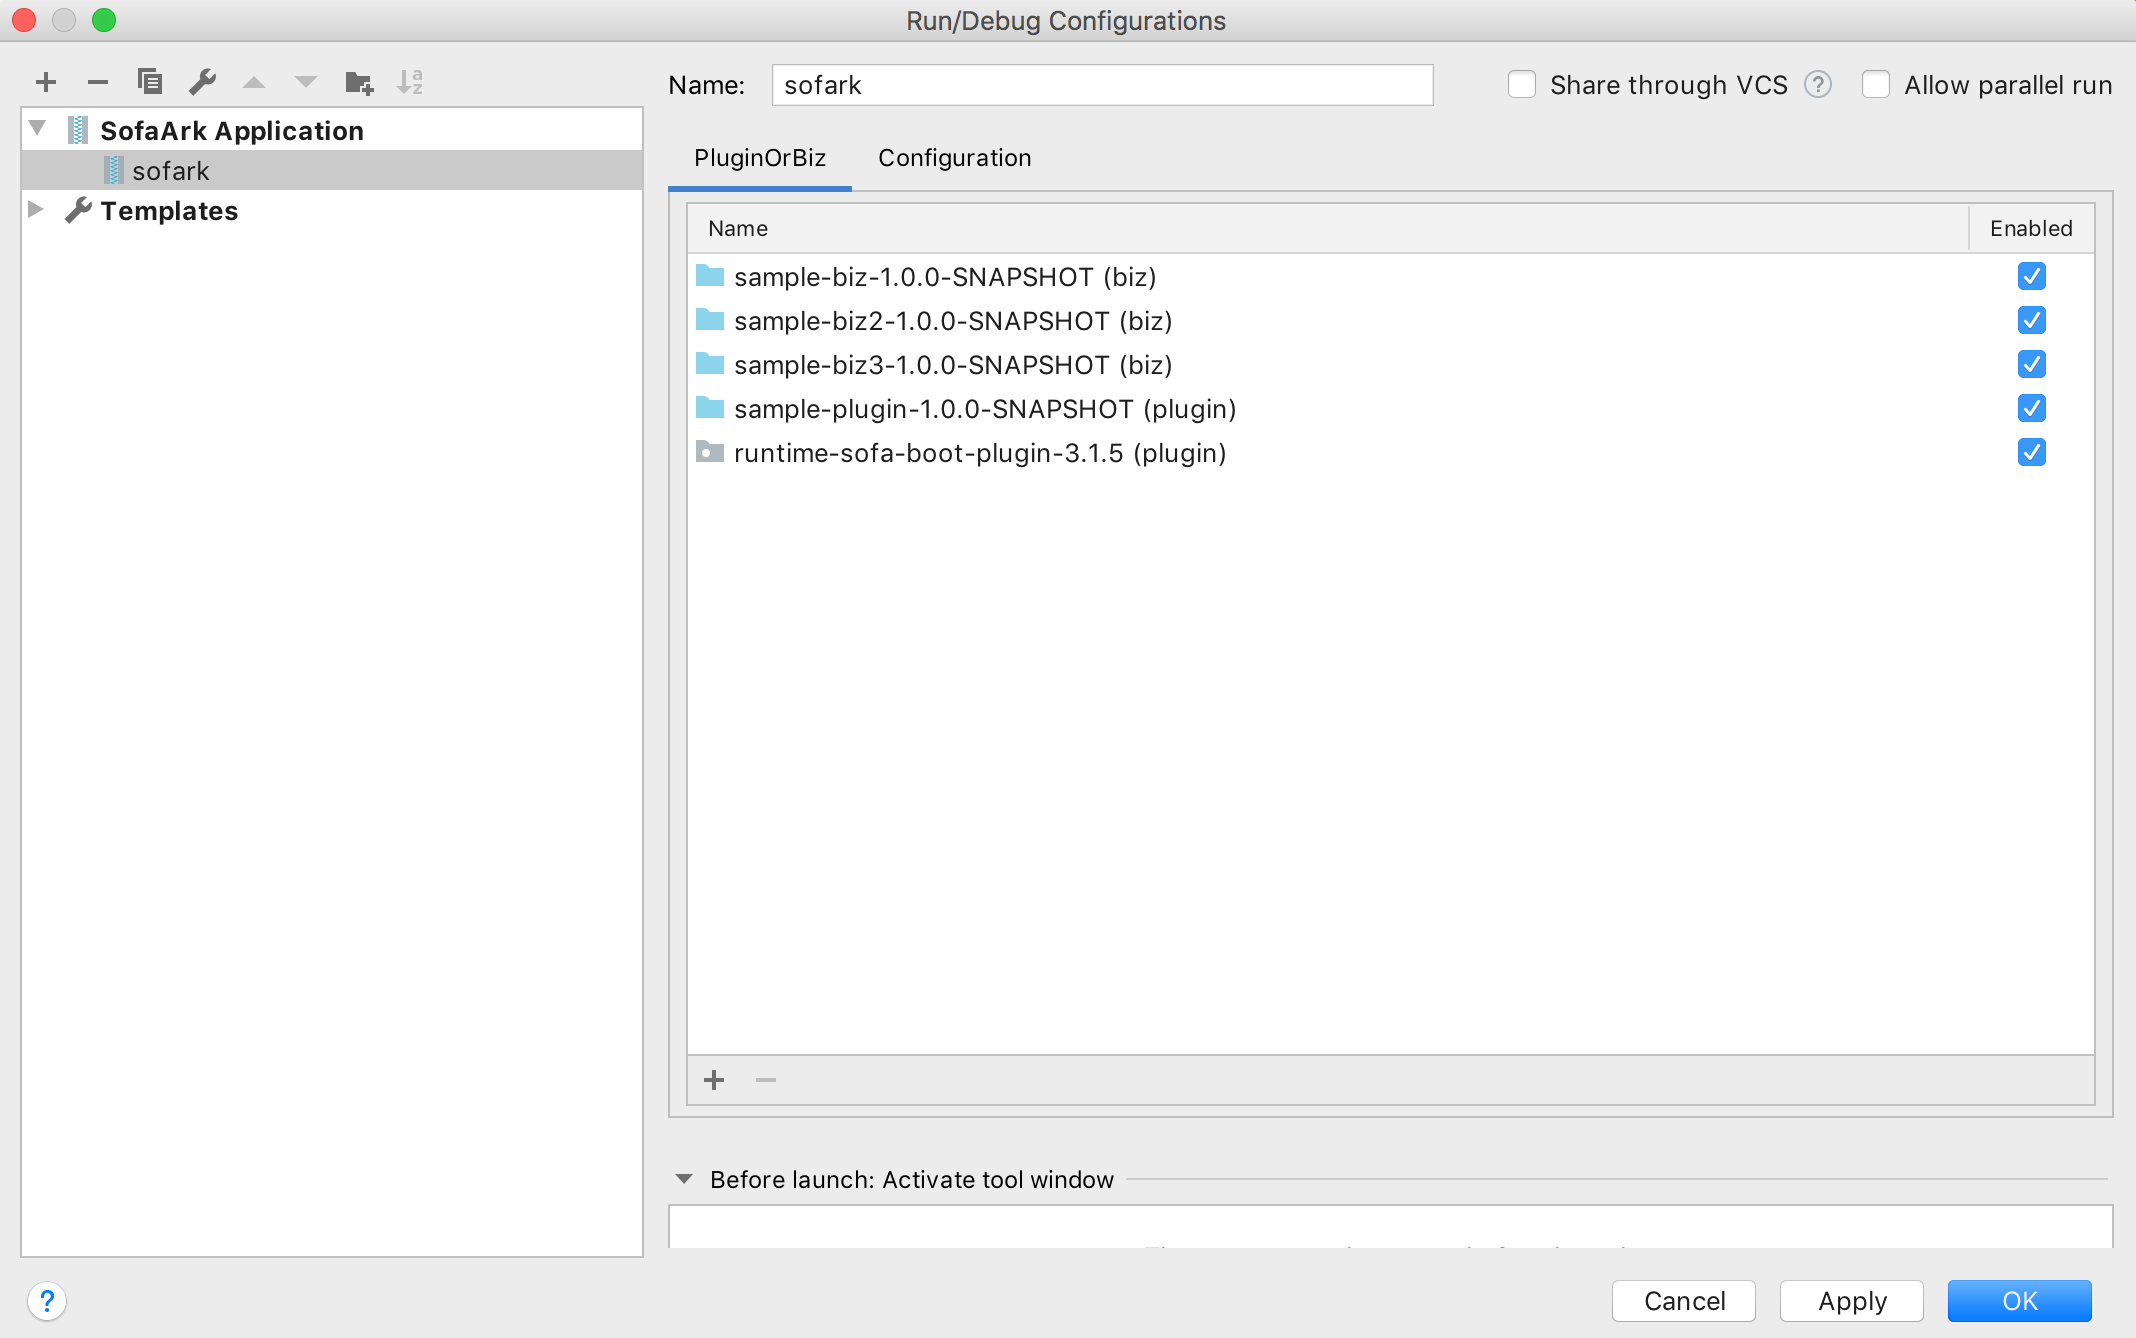 Run/Debug Configurations
Name: sofark
Share through VCS ?
Allow parallel run
SofaArk Application
sofark
Templates
PluginOrBiz
Configuration
Name
Enabled
sample-biz-1.0.0-SNAPSHOT (biz)
sample-biz2-1.0.0-SNAPSHOT (biz)
sample-biz3-1.0.0-SNAPSHOT (biz)
sample-plugin-1.0.0-SNAPSHOT (plugin)
runtime-sofa-boot-plugin-3.1.5 (plugin)
Before launch: Activate tool window
?
Cancel
Apply
OK